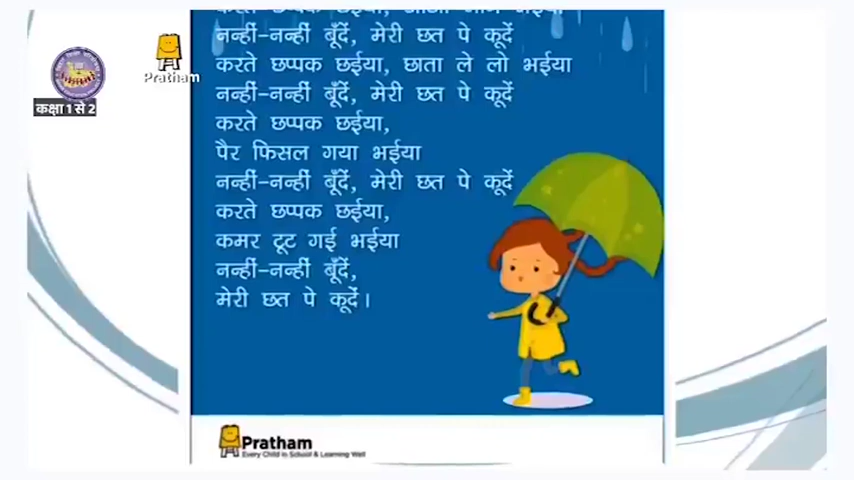 नन्हीं-नन्हीं बूँदें, मेरी छत पे कूदें
करते छप्पक छईया, छाता ले लो भईया
नन्हीं-नन्हीं बूँदें, मेरी छत पे कूदें
करते छप्पक छईया,
पैर फिसल गया भईया
नन्हीं-नन्हीं बूँदें, मेरी छत पे कूदें
करते छप्पक छईया,
कमर टूट गई भईया
नन्हीं-नन्हीं बूँदें,
मेरी छत पे कूदें।
Pratham
कक्षा 1 से 2
Pratham
Every Child in School & Learning Well